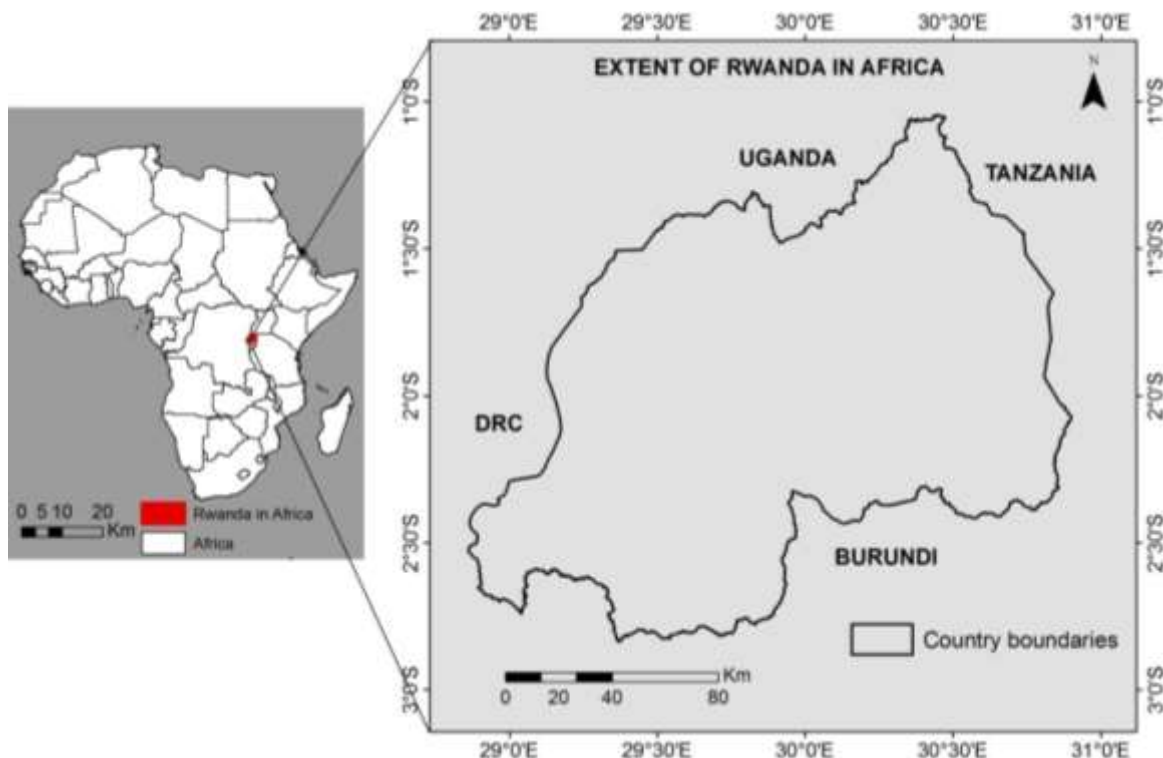 0 5 10 20
Km
Rwanda in Africa
Africa
29°0'E 29°30'E 30°0'E 30°30'E 31°0'E
EXTENT OF RWANDA IN AFRICA
N
UGANDA
TANZANIA
DRC
BURUNDI
Country boundaries
Km
0 20 40 80
1°0'S 1°30'S 2°0'S 2°30'S 3°0'S
1°0'S 1°30'S 2°0'S 2°30'S 3°0'S
29°0'E 29°30'E 30°0'E 30°30'E 31°0'E